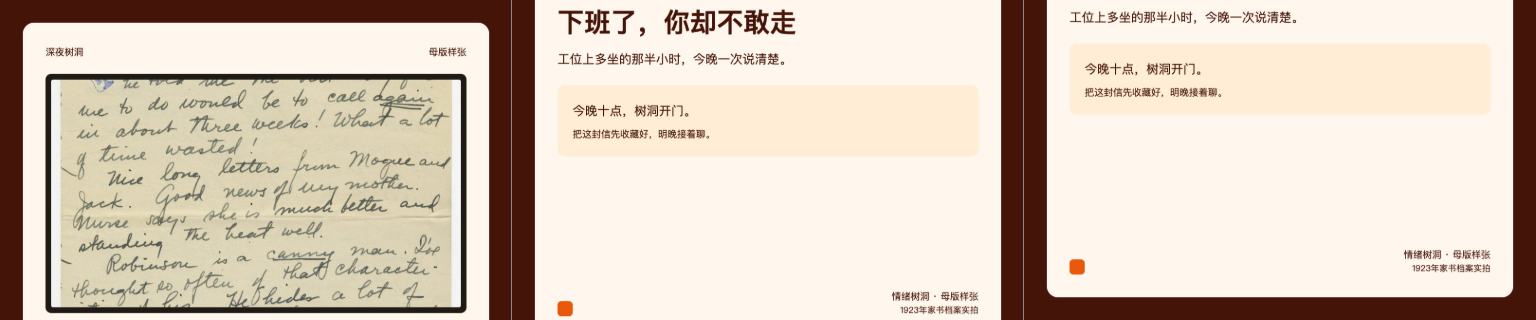 深夜树洞
母版样张
he told me the
me to do would be to call again
in about three weeks! What a lot
of time wasted!
Nice long letters from Mogue and
Jack. Good news of my mother.
Nurse says she is much better and
standing the heat well.
Robinson is a canny man. I've
thought so often of that character-
He hides a lot of
下班了，你却不敢走
工位上多坐的那半小时，今晚一次说清楚。
今晚十点，树洞开门。
把这封信先收藏好，明晚接着聊。
情绪树洞 · 母版样张
1923年家书档案实拍
工位上多坐的那半小时，今晚一次说清楚。
今晚十点，树洞开门。
把这封信先收藏好，明晚接着聊。
情绪树洞 · 母版样张
1923年家书档案实拍